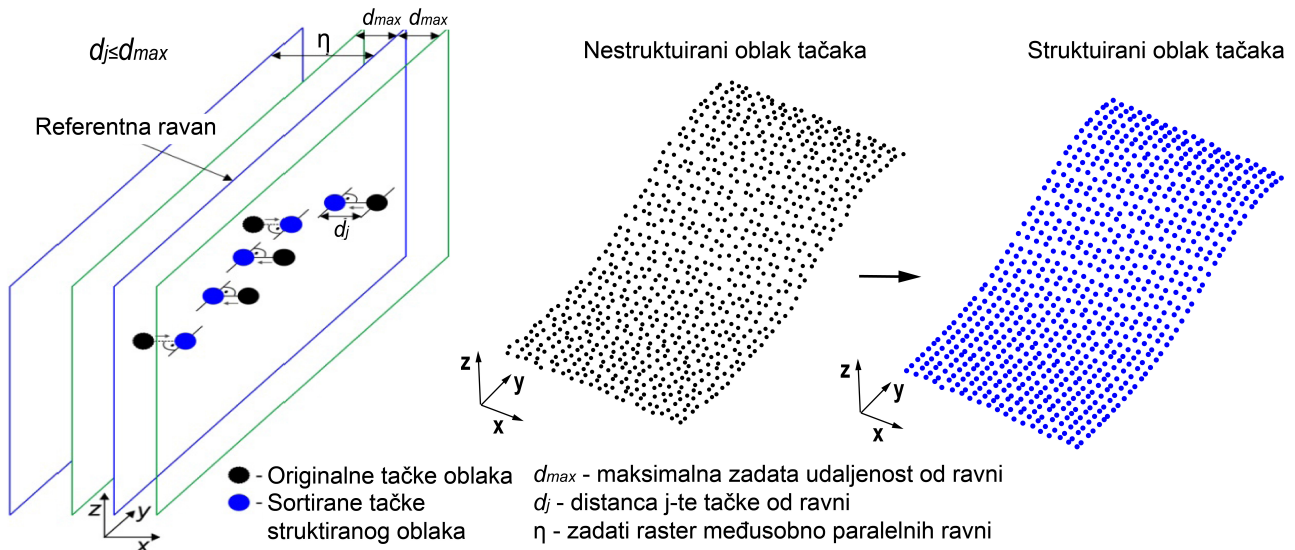 dj≤dmax
η
dmax
dmax
Referentna ravan
dj
z
y
x
Nestruktuirani oblak tačaka
z
y
x
Struktuirani oblak tačaka
z
y
x
- Originalne tačke oblaka
- Sortirane tačke
struktiranog oblaka
dmax - maksimalna zadata udaljenost od ravni
dj - distanca j-te tačke od ravni
η - zadati raster međusobno paralelnih ravni